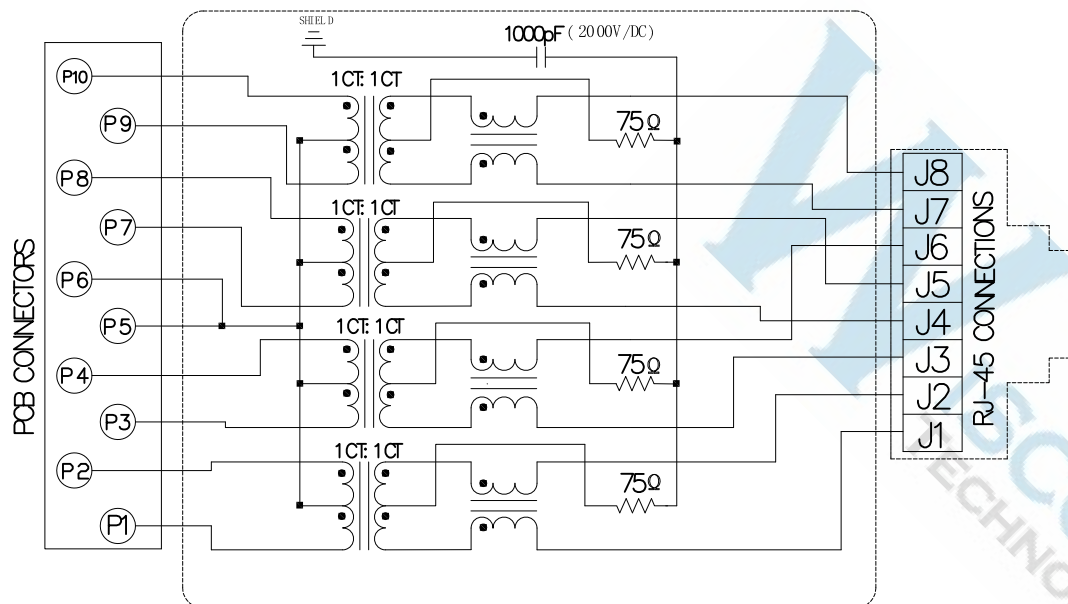 SHIELD
1000pF (2000V/DC)
1CT: 1CT
75Ω
P10
P9
P8
P7
P6
P5
P4
P3
P2
P1
PCB CONNECTORS
1CT: 1CT
75Ω
1CT: 1CT
75Ω
1CT: 1CT
75Ω
J8
J7
J6
J5
J4
J3
J2
J1
RJ-45 CONNECTIONS